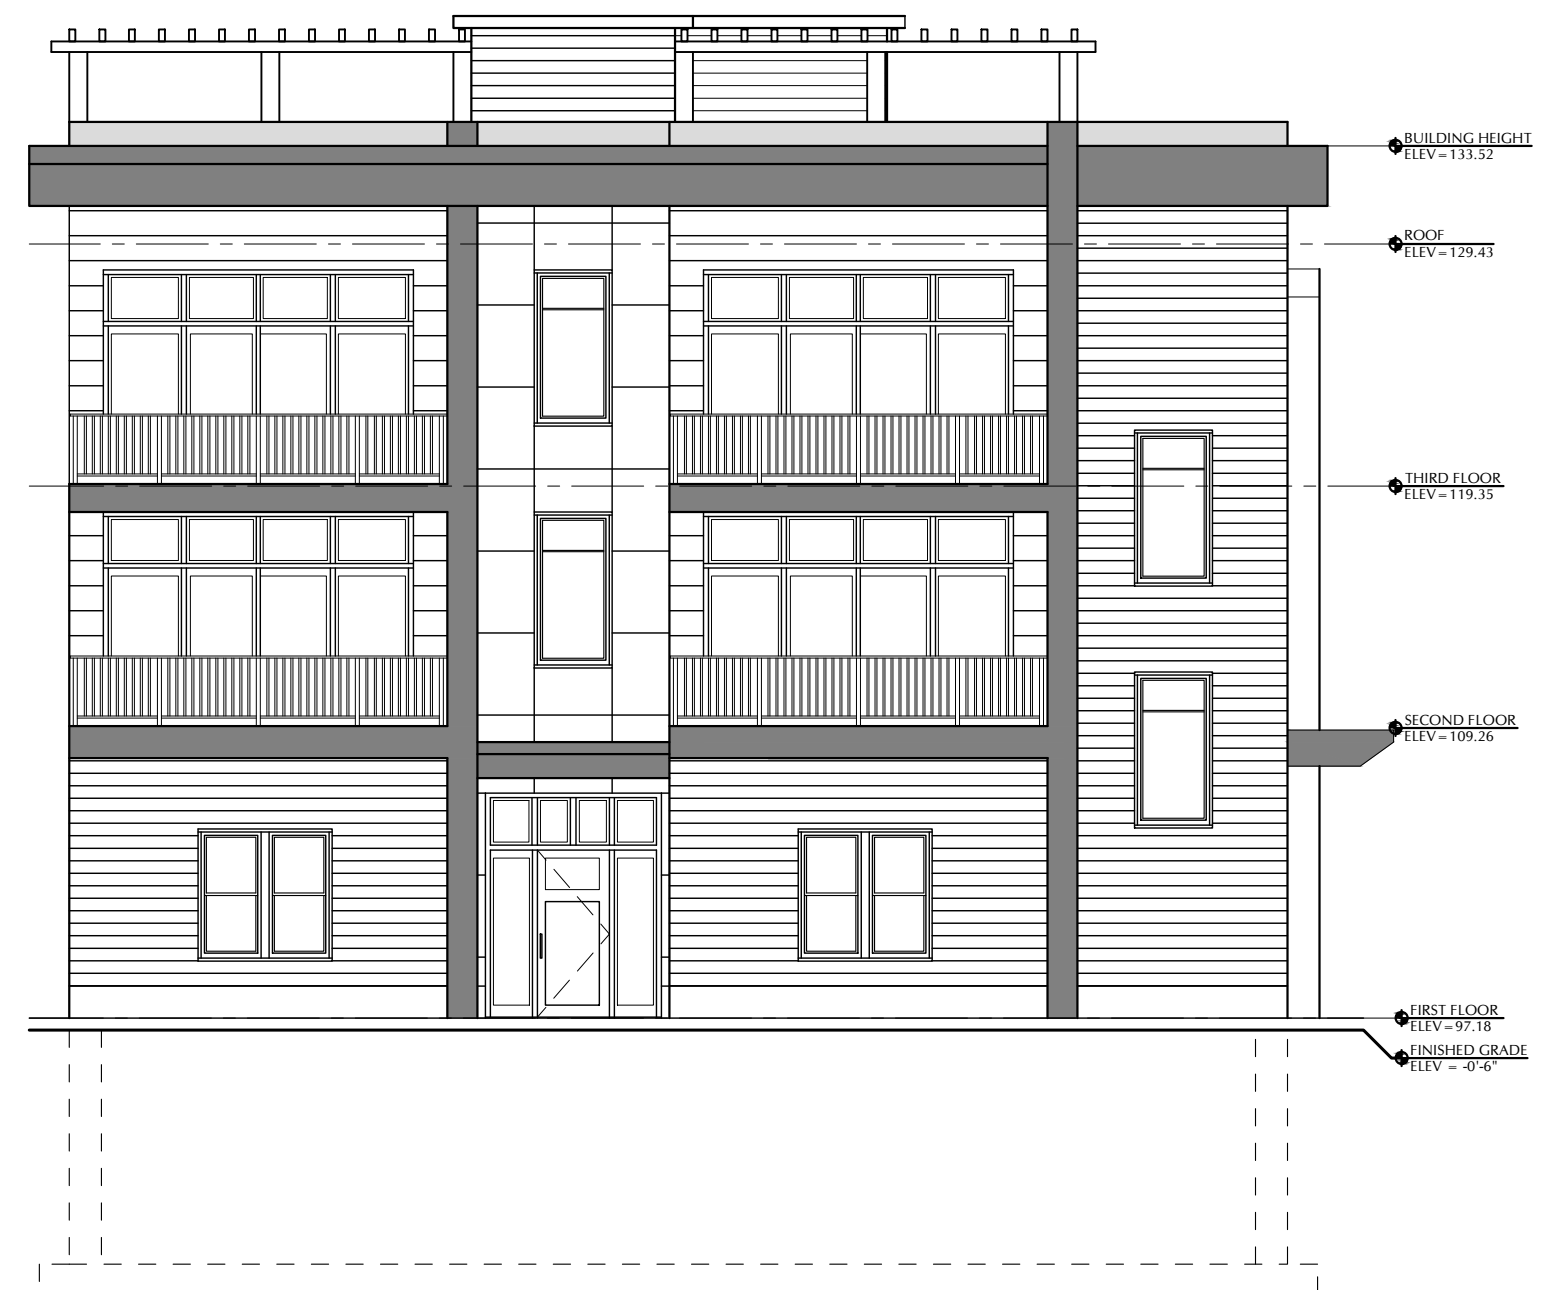 BUILDING HEIGHT
ELEV=133.52
ROOF
ELEV=129.43
THIRD FLOOR
ELEV=119.35
SECOND FLOOR
ELEV=109.26
FIRST FLOOR
ELEV=97.18
FINISHED GRADE
ELEV = -0'-6"